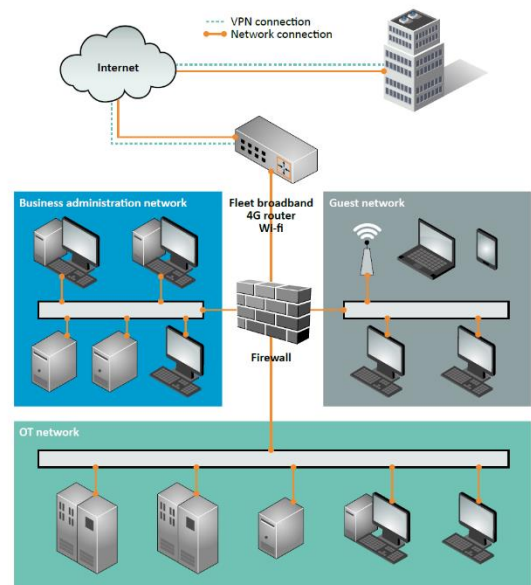 VPN connection
Network connection
Internet
Fleet broadband
4G router
Wi-fi
Business administration network
Guest network
Firewall
OT network